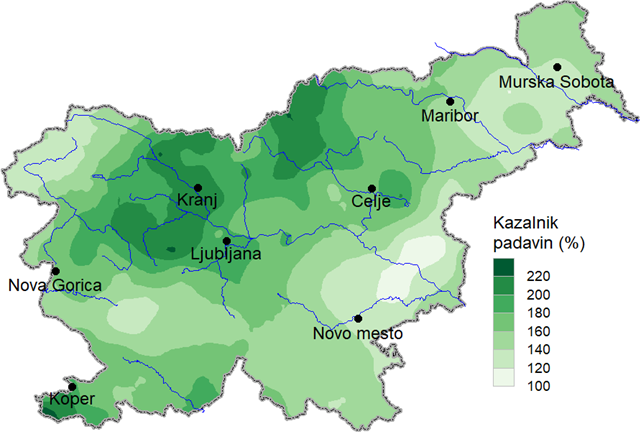 Murska Sobota
Maribor
Kranj
Celje
Ljubljana
Nova Gorica
Novo mesto
Koper
Kazalnik
padavin (%)
220
200
180
160
140
120
100